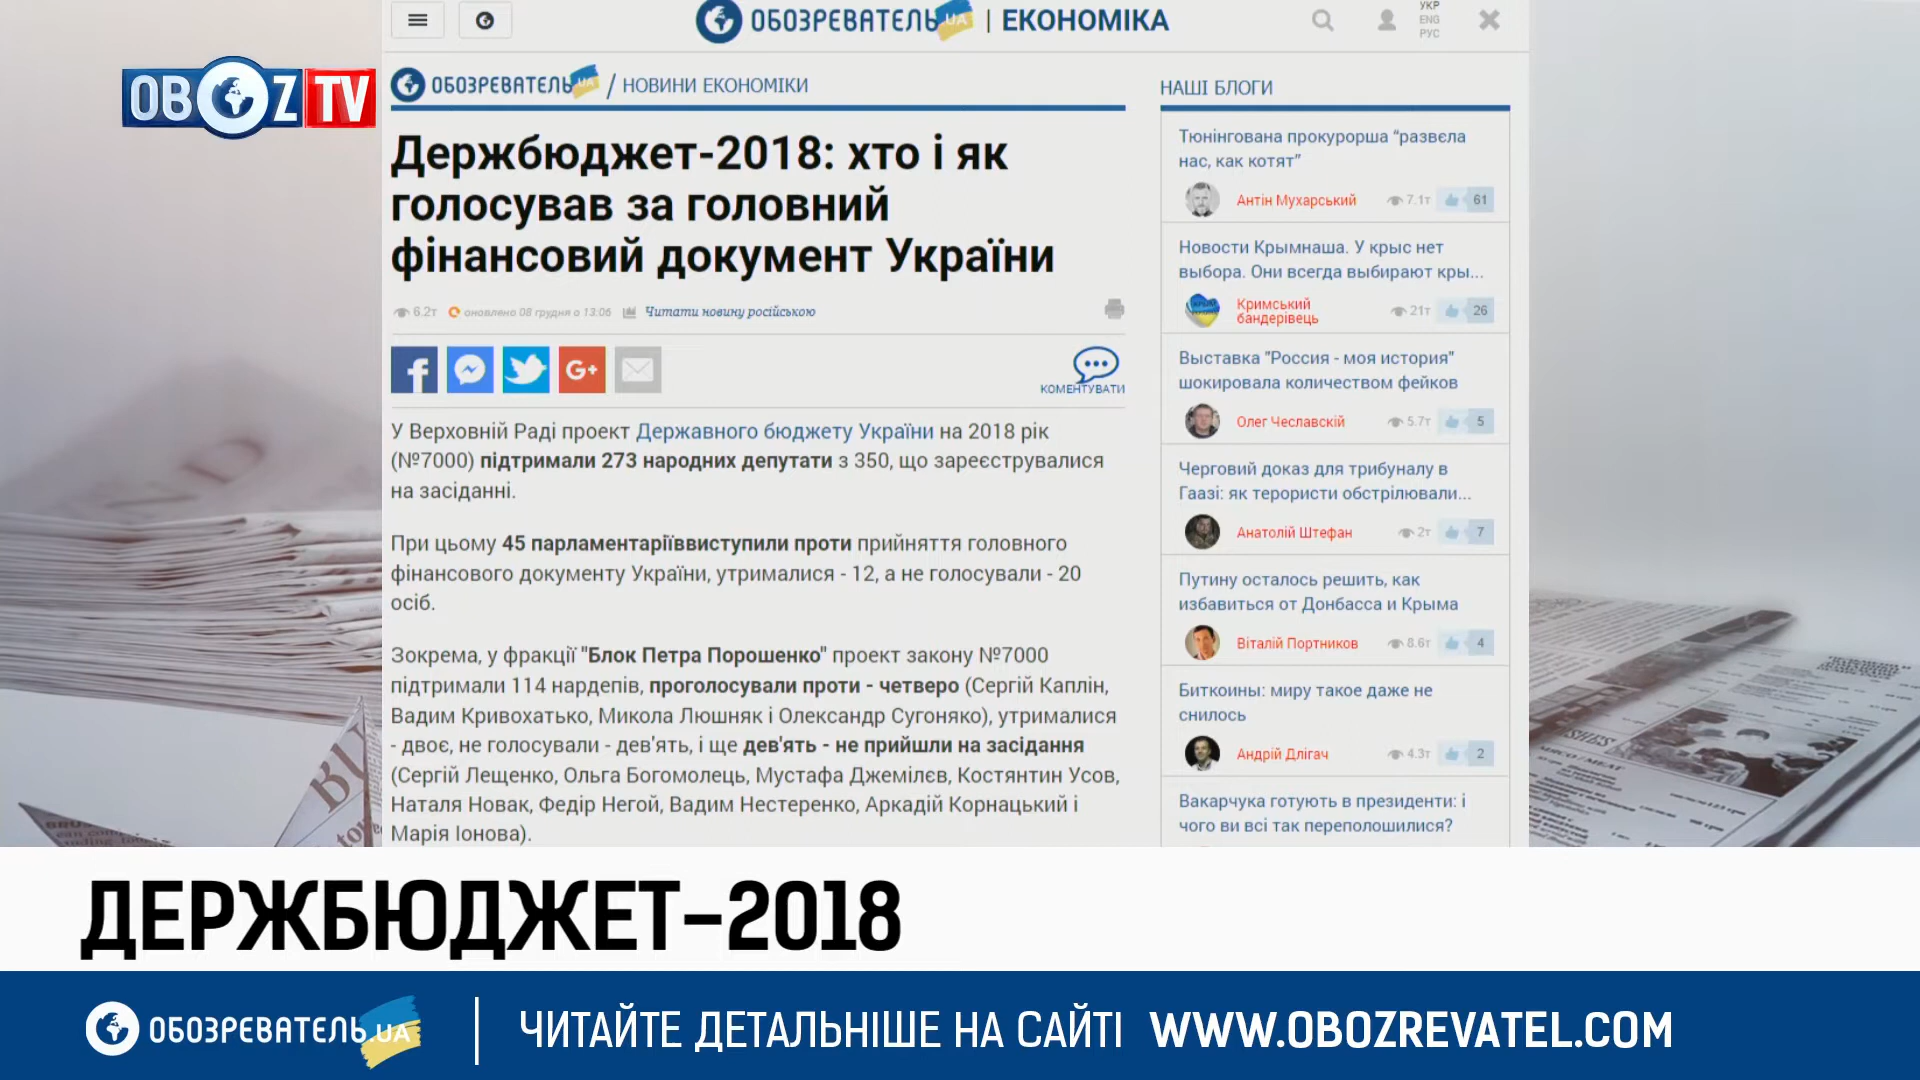 ОБОЗРЕВАТЕЛЬ.UA | ЕКОНОМІКА
УКР
ENG
РУС
OBOZ TV
ОБОЗРЕВАТЕЛЬ.UA / НОВИНИ ЕКОНОМІКИ
Держбюджет-2018: хто і як
голосував за головний
фінансовий документ України
6.2т оновлено 08 грудня о 13:06 Читати новину російською
КОМЕНТУВАТИ
У Верховній Раді проект Державного бюджету України на 2018 рік
(№7000) підтримали 273 народних депутати з 350, що зареєструвалися
на засіданні.
При цьому 45 парламентаріїввиступили проти прийняття головного
фінансового документу України, утрималися - 12, а не голосували - 20
осіб.
Зокрема, у фракції "Блок Петра Порошенко" проект закону №7000
підтримали 114 нардепів, проголосували проти - четверо (Сергій Каплін,
Вадим Кривохатько, Микола Люшняк і Олександр Сугоняко), утрималися
- двоє, не голосували - дев'ять, і ще дев'ять - не прийшли на засідання
(Сергій Лещенко, Ольга Богомолець, Мустафа Джемілєв, Костянтин Усов,
Наталя Новак, Федір Негой, Вадим Нестеренко, Аркадій Корнацький і
Марія Іонова).
НАШІ БЛОГИ
Тюнінгована прокурорша “развєла
нас, как котят”
Антін Мухарський 7.1т 61
Новости Крымнаша. У крыс нет
выбора. Они всегда выбирают кры...
Кримський
бандерівець 21т 26
Выставка "Россия - моя история"
шокировала количеством фейков
Олег Чеславскій 5.7т 5
Черговий доказ для трибуналу в
Гаазі: як терористи обстрілювали...
Анатолій Штефан 2т 7
Путину осталось решить, как
избавиться от Донбасса и Крыма
Віталій Портников 8.6т 4
Биткоины: миру такое даже не
снилось
Андрій Длігач 4.3т 2
Вакарчука готують в президенти: і
чого ви всі так переполошилися?
ДЕРЖБЮДЖЕТ–2018
ОБОЗРЕВАТЕЛЬ.UA | ЧИТАЙТЕ ДЕТАЛЬНІШЕ НА САЙТІ WWW.OBOZREVATEL.COM